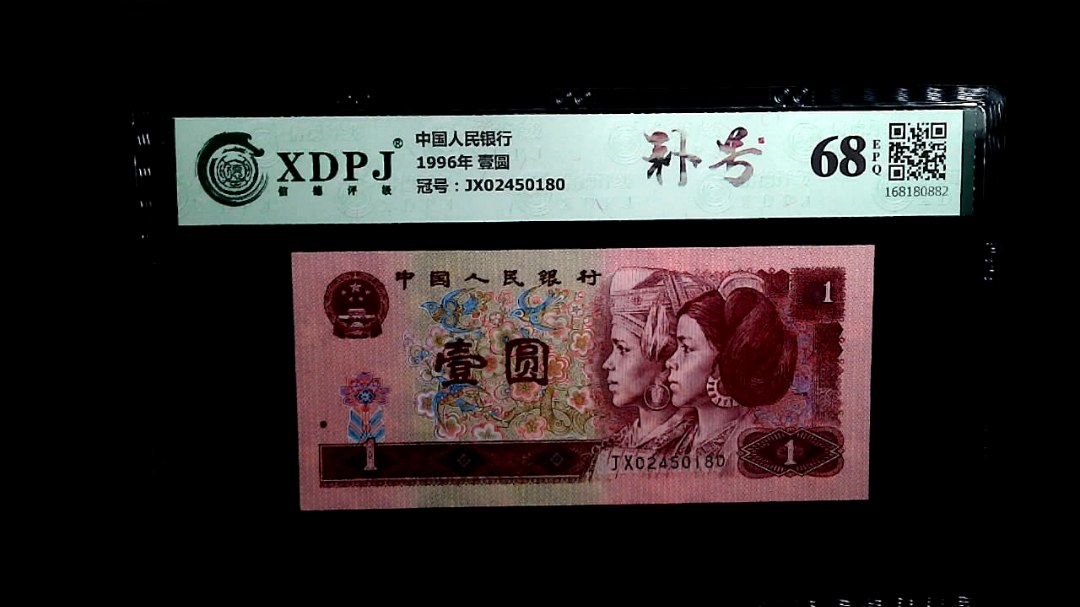 XDPJ®
信德评级
中国人民银行
1996年 壹圆
冠号：JX02450180
补号
68
EPQ
168180882
中国人民银行
1
壹圆
1
JX02450180
1